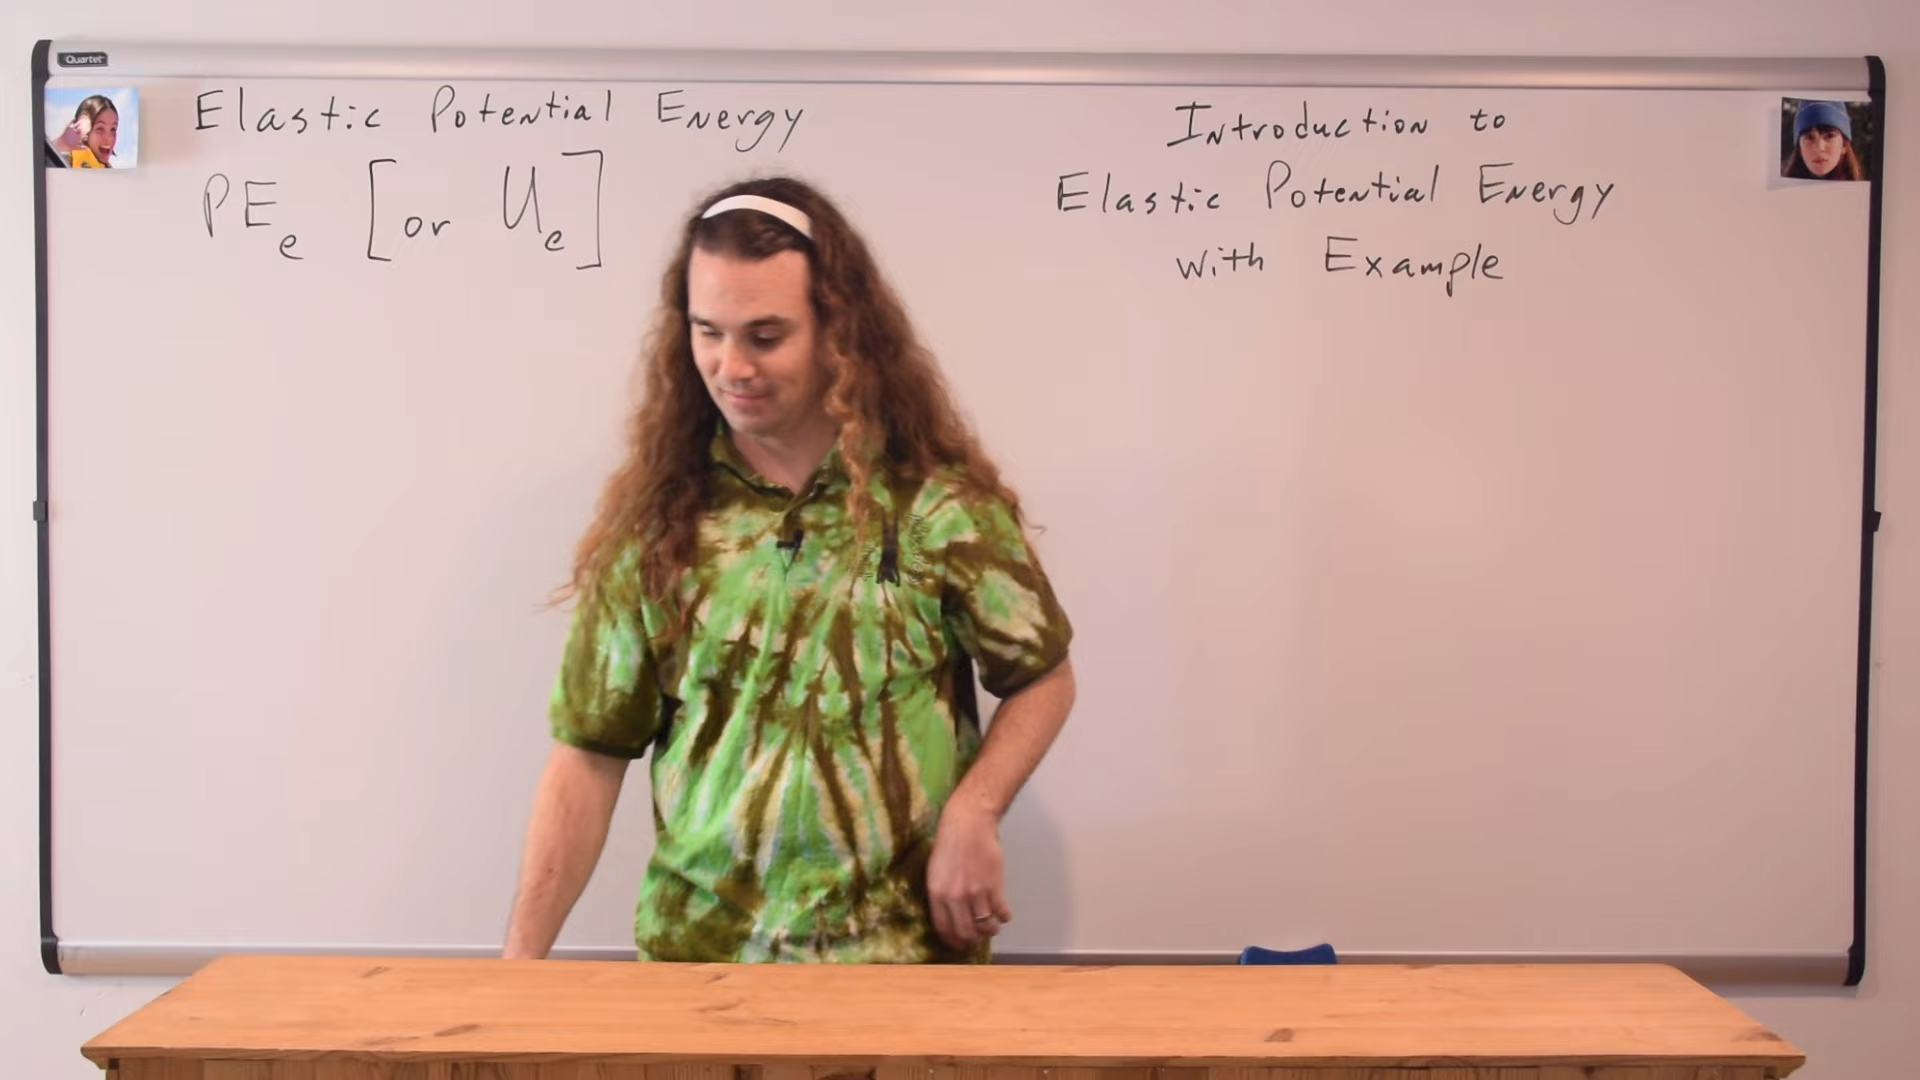 Quartet
Elastic Potential Energy
PEe [or Ue]
Introduction to
Elastic Potential Energy
with Example